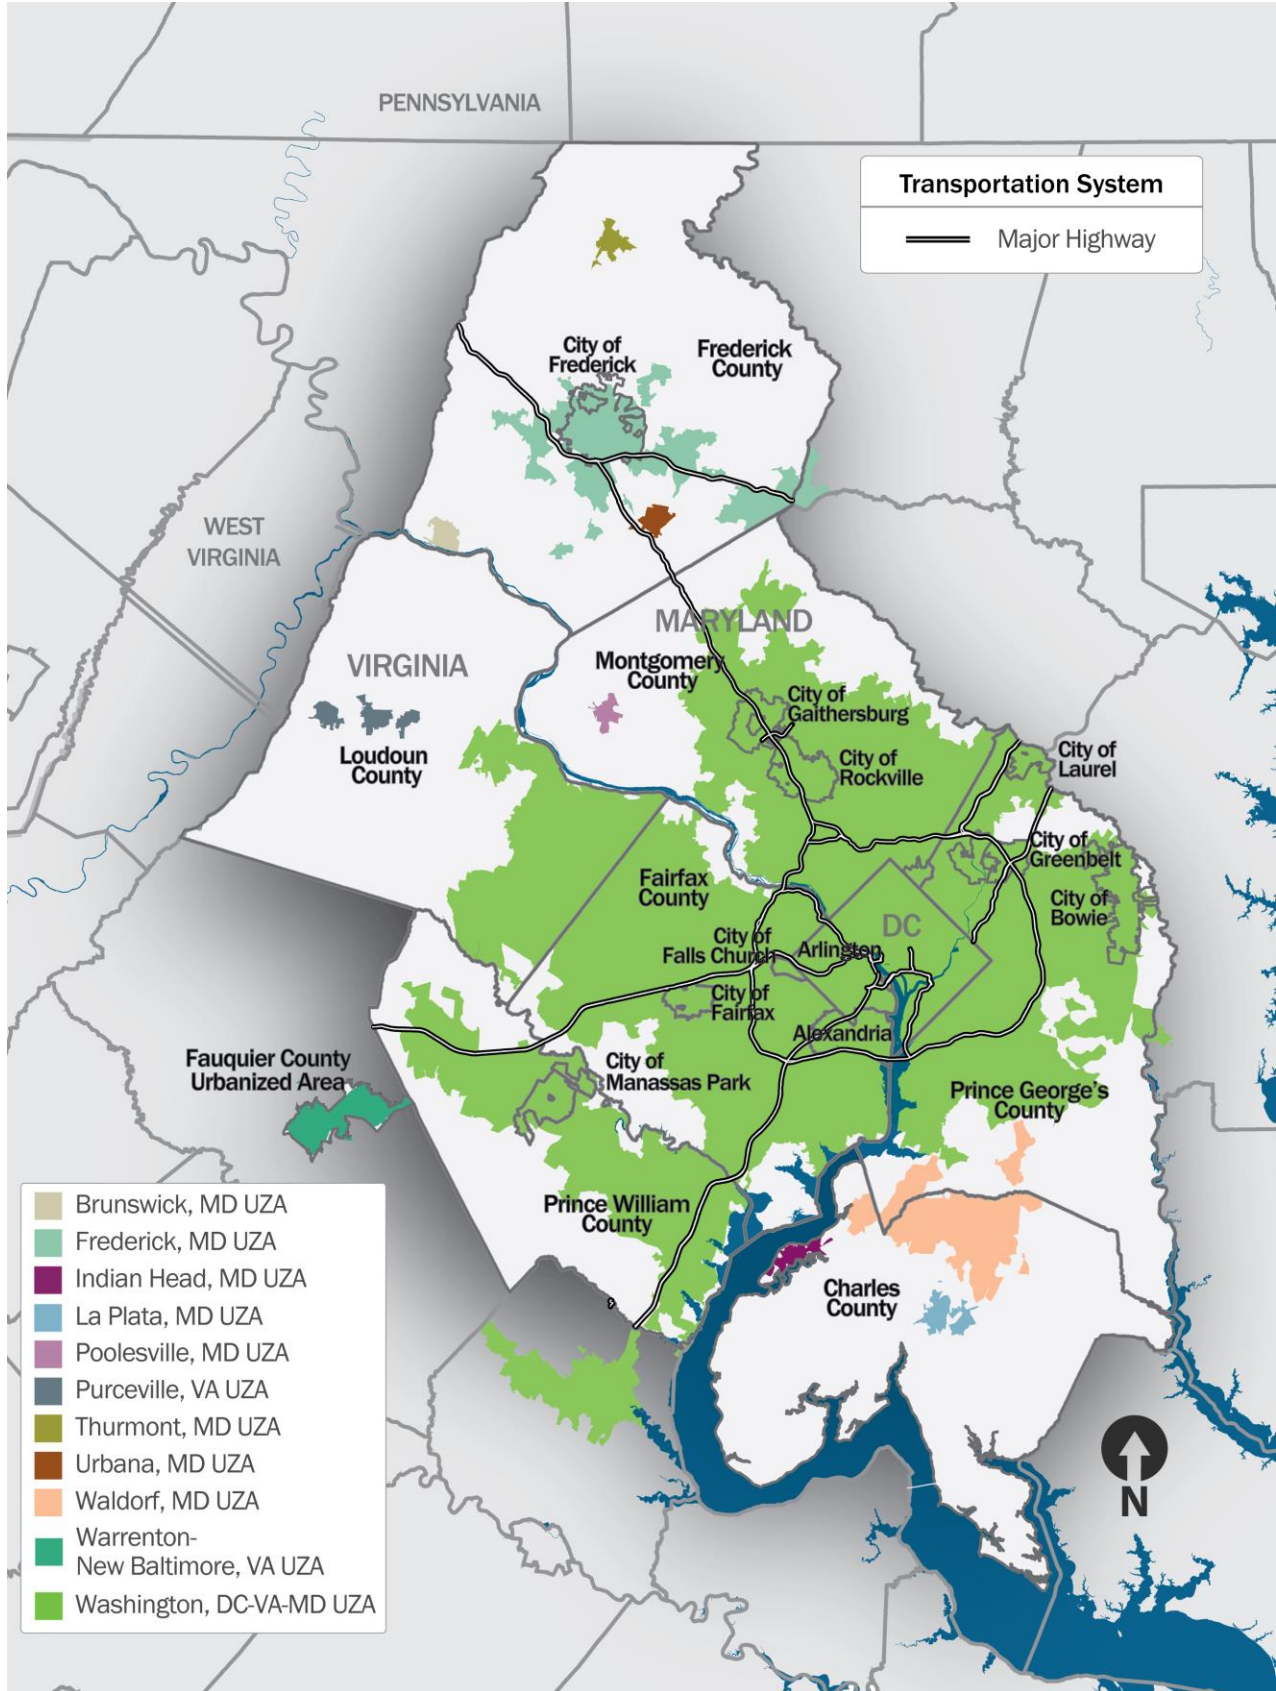 PENNSYLVANIA
Transportation System
Major Highway
City of
Frederick
Frederick
County
WEST
VIRGINIA
MARYLAND
VIRGINIA
Montgomery
County
City of
Gaithersburg
Loudoun
County
City of
Rockville
City of
Laurel
City of
Greenbelt
Fairfax
County
City of
Bowie
DC
City of
Falls Church
Arlington
City of
Fairfax
Alexandria
Fauquier County
Urbanized Area
City of
Manassas Park
Prince George's
County
Prince William
County
Charles
County
Brunswick, MD UZA
Frederick, MD UZA
Indian Head, MD UZA
La Plata, MD UZA
Poolesville, MD UZA
Purceville, VA UZA
Thurmont, MD UZA
Urbana, MD UZA
Waldorf, MD UZA
Warrenton-
New Baltimore, VA UZA
Washington, DC-VA-MD UZA
N